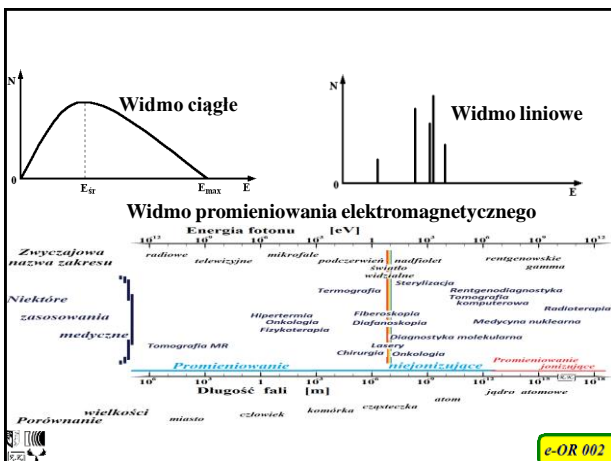 N
N
Widmo ciągłe
Widmo liniowe
0
0
Eśr
Emax
E
E
Widmo promieniowania elektromagnetycznego
Energia fotonu [eV]
Zwyczajowa
nazwa zakresu
radiowe
telewizyjne
mikrofale
podczerwień
światło
widzialne
nadfiolet
rentgenowskie
gamma
Niektóre
zasosowania
medyczne
Sterylizacja
Termografia
Rentgenodiagnostyka
Tomografia
komputerowa
Radioterapia
Hipertermia
Onkologia
Fizykoterapia
Fiberoskopia
Diafanoskopia
Medycyna nuklearna
Diagnostyka molekularna
Tomografia MR
Lasery
Chirurgia
Onkologia
Promieniowanie
niejonizujące
Promieniowanie
jonizujące
1
Długość fali [m]
Porównanie
wielkości
miasto
człowiek
komórka
cząsteczka
atom
jądro atomowe
e-OR 002